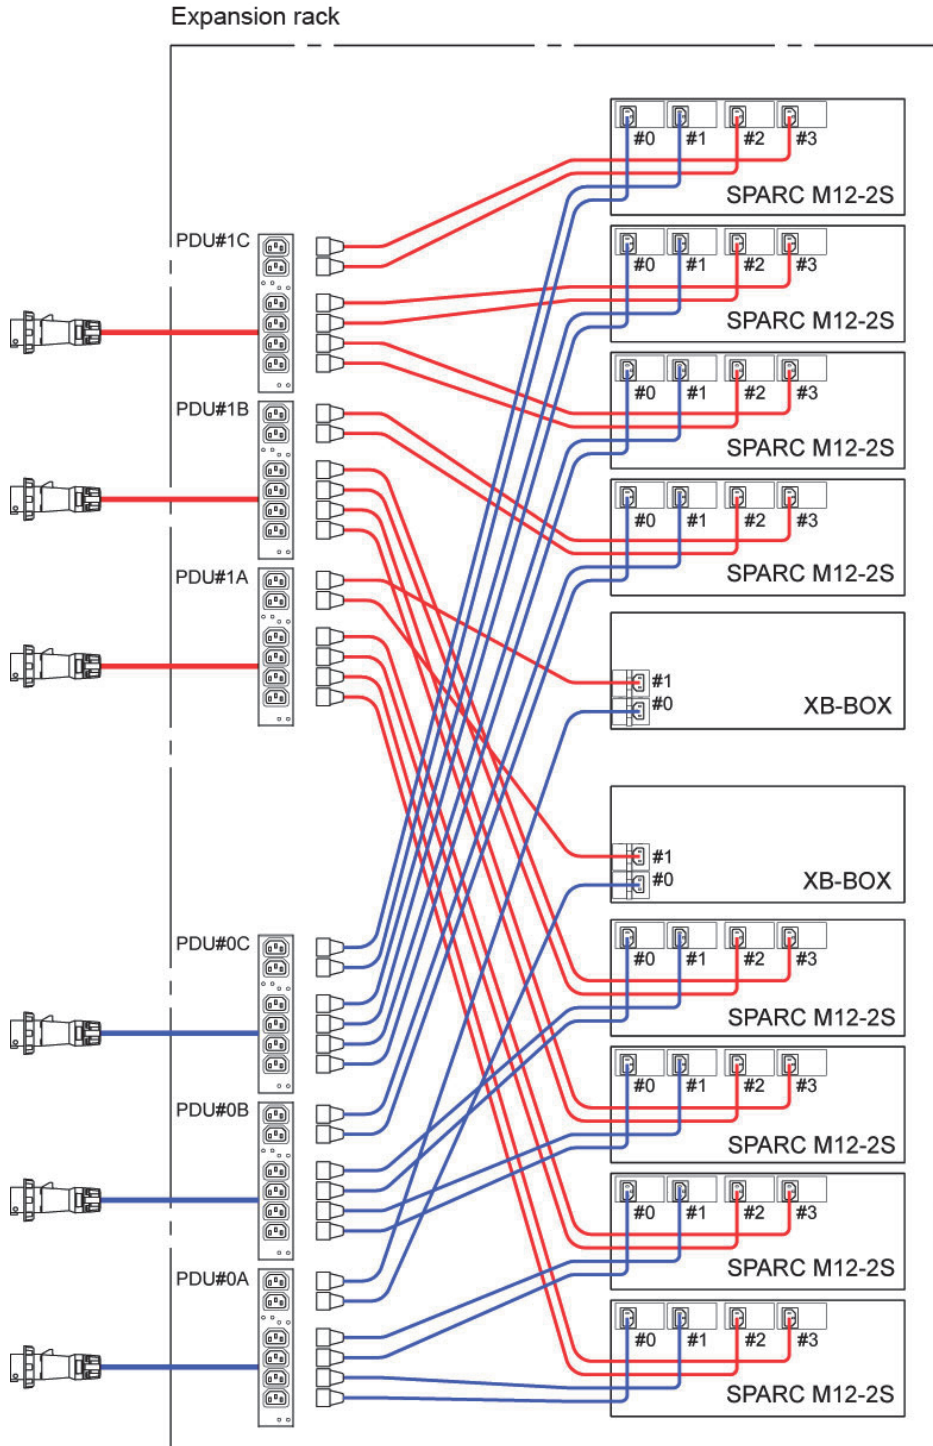 Expansion rack
#0 #1 #2 #3
SPARC M12-2S
PDU#1C
#0 #1 #2 #3
SPARC M12-2S
#0 #1 #2 #3
PDU#1B
SPARC M12-2S
#0 #1 #2 #3
PDU#1A
SPARC M12-2S
#1
#0
XB-BOX
#1
#0
XB-BOX
PDU#0C
#0 #1 #2 #3
SPARC M12-2S
#0 #1 #2 #3
PDU#0B
SPARC M12-2S
#0 #1 #2 #3
SPARC M12-2S
PDU#0A
#0 #1 #2 #3
SPARC M12-2S